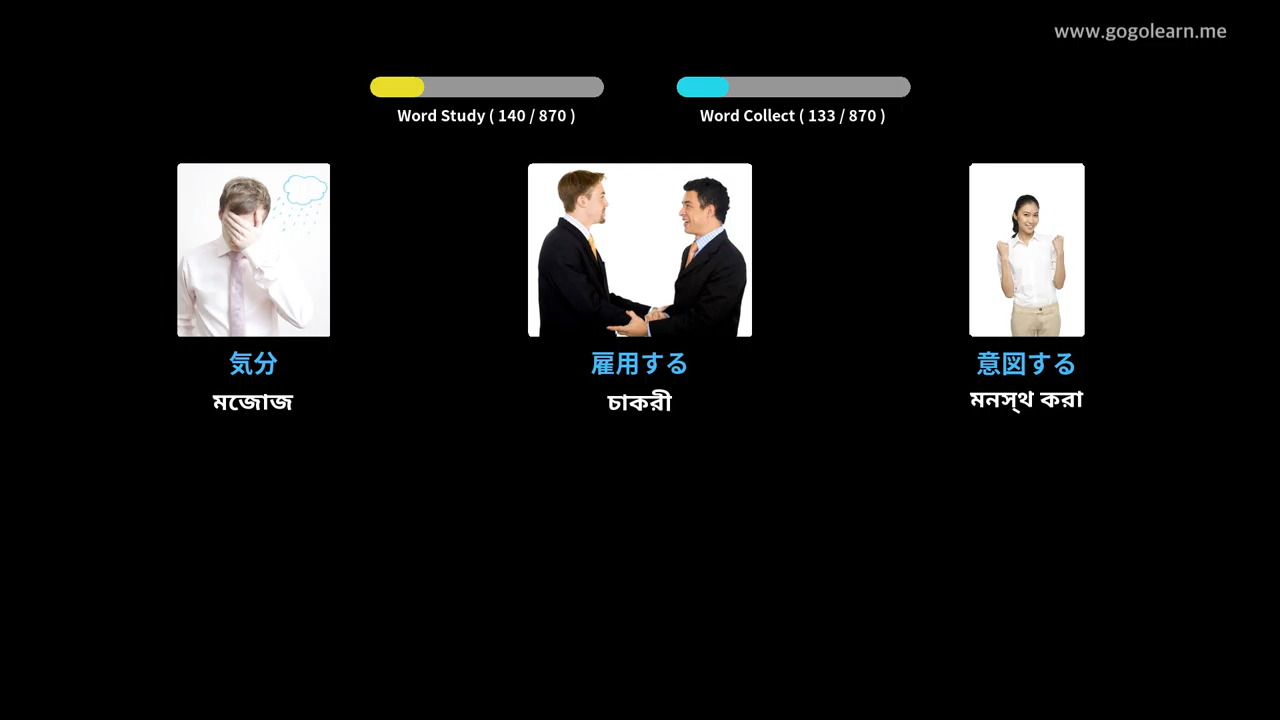 www.gogolearn.me
Word Study ( 140 / 870 )
Word Collect ( 133 / 870 )
気分
雇用する
意図する
মজোজ
চাকরী
মনস্থ করা